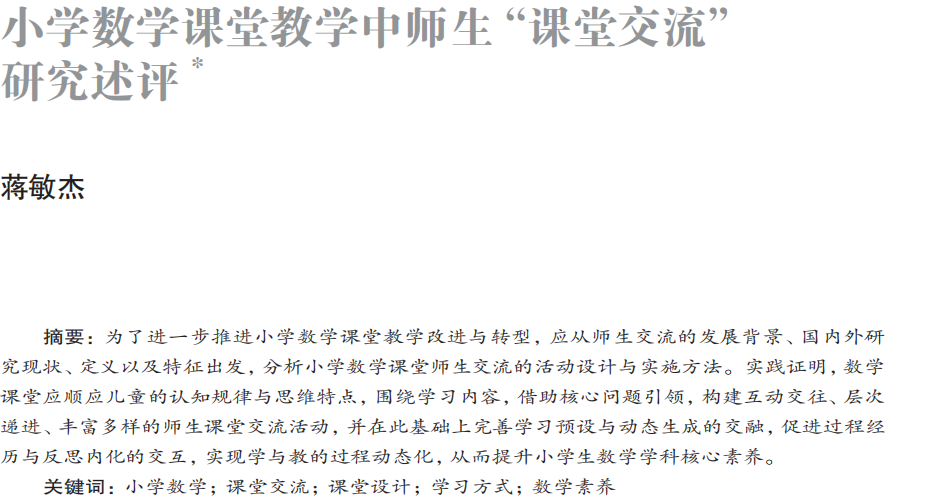 小学数学课堂教学中师生“课堂交流”
研究述评*
蒋敏杰
摘要：为了进一步推进小学数学课堂教学改进与转型，应从师生交流的发展背景、国内外研
究现状、定义以及特征出发，分析小学数学课堂师生交流的活动设计与实施方法。实践证明，数学
课堂应顺应儿童的认知规律与思维特点，围绕学习内容，借助核心问题引领，构建互动交往、层次
递进、丰富多样的师生课堂交流活动，并在此基础上完善学习预设与动态生成的交融，促进过程经
历与反思内化的交互，实现学与教的过程动态化，从而提升小学生数学学科核心素养。
关键词：小学数学；课堂交流；课堂设计；学习方式；数学素养